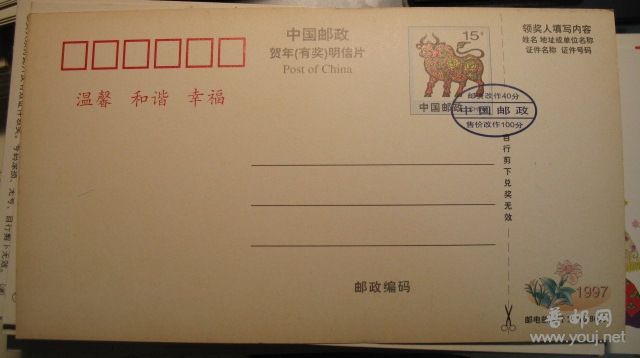 中国邮政
贺年(有奖)明信片
Post of China
温馨 和谐 幸福
15分
中国邮政
邮资改作40分
中国邮政
售价改作100分
领奖人填写内容
姓名 地址或单位名称
证件名称 证件号码
自行剪下兑奖无效
邮政编码
1997
邮电部
普邮网
www.youj.net